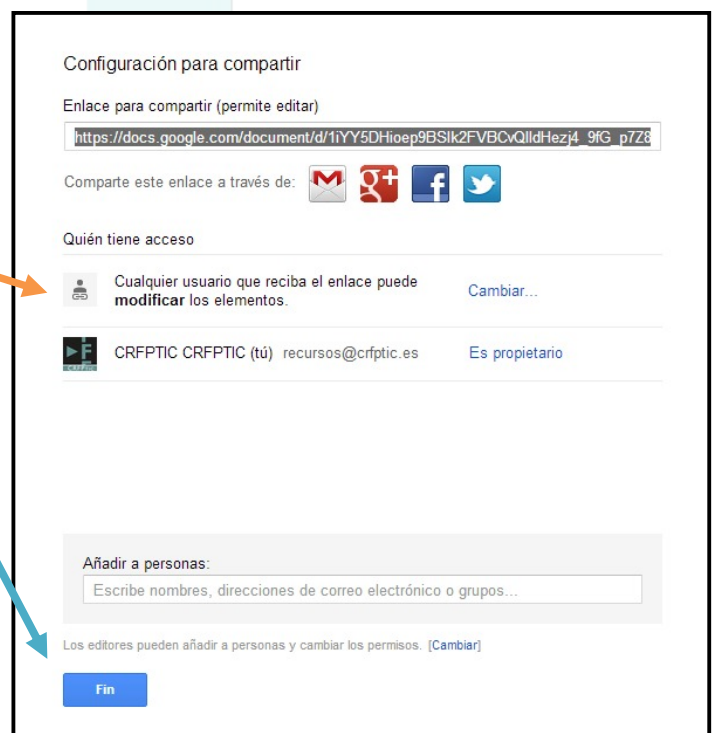 Configuración para compartir
Enlace para compartir (permite editar)
https://docs.google.com/document/d/1iYY5DHioep9BSIk2FVBCvQIldHezj4_9fG_p7Z8
Comparte este enlace a través de:
Quién tiene acceso
Cualquier usuario que reciba el enlace puede
modificar los elementos.
Cambiar...
CRFPTIC CRFPTIC (tú) recursos@crfptic.es Es propietario
Añadir a personas:
Escribe nombres, direcciones de correo electrónico o grupos...
Los editores pueden añadir a personas y cambiar los permisos. [Cambiar]
Fin